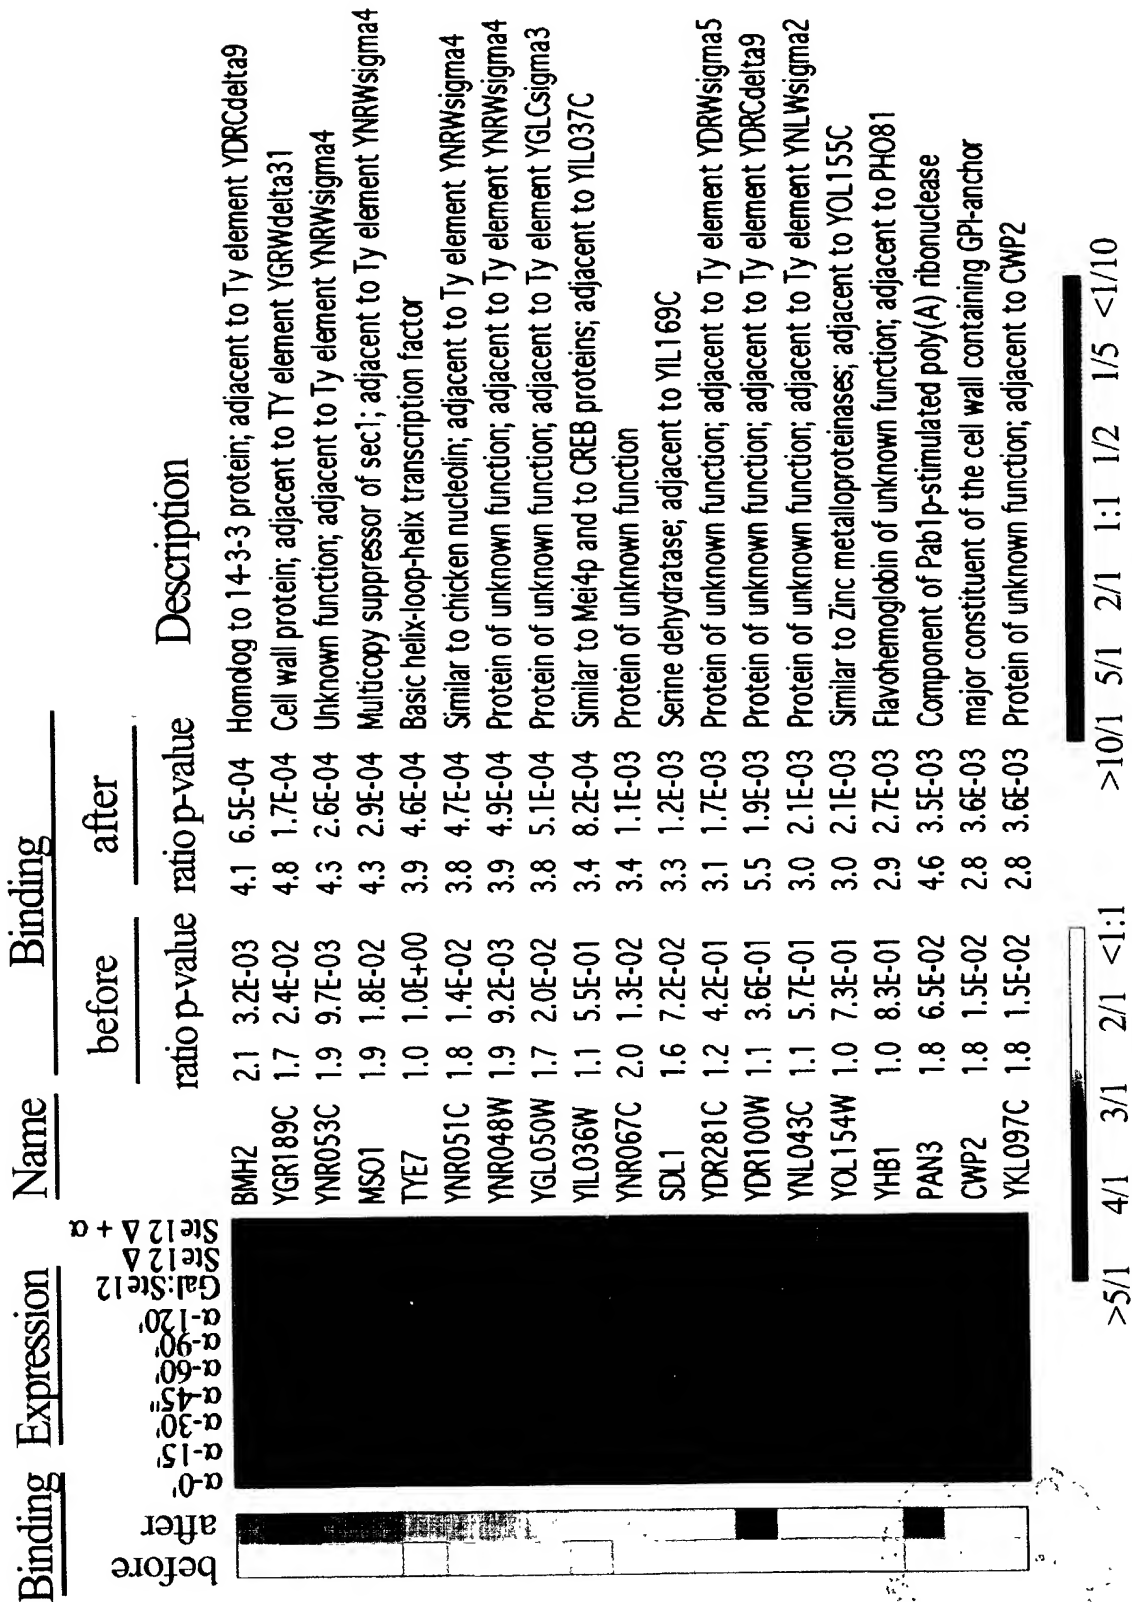 Binding Expression Name Binding Description
before after
before after α-0' α-15' α-30' α-45" α-60' α-90' α-120' Gal:Ste12 Ste12 Δ Ste12 Δ + α ratio p-value ratio p-value
BMH2 2.1 3.2E-03 4.1 6.5E-04 Homolog to 14-3-3 protein; adjacent to Ty element YDRCdelta9
YGR189C 1.7 2.4E-02 4.8 1.7E-04 Cell wall protein; adjacent to TY element YGRWdelta31
YNR053C 1.9 9.7E-03 4.3 2.6E-04 Unknown function; adjacent to Ty element YNRWsigma4
MSO1 1.9 1.8E-02 4.3 2.9E-04 Multicopy suppressor of sec1; adjacent to Ty element YNRWsigma4
TYE7 1.0 1.0E+00 3.9 4.6E-04 Basic helix-loop-helix transcription factor
YNR051C 1.8 1.4E-02 3.8 4.7E-04 Similar to chicken nucleolin; adjacent to Ty element YNRWsigma4
YNR048W 1.9 9.2E-03 3.9 4.9E-04 Protein of unknown function; adjacent to Ty element YNRWsigma4
YGL050W 1.7 2.0E-02 3.8 5.1E-04 Protein of unknown function; adjacent to Ty element YGLCsigma3
YIL036W 1.1 5.5E-01 3.4 8.2E-04 Similar to Mei4p and to CREB proteins; adjacent to YIL037C
YNR067C 2.0 1.3E-02 3.4 1.1E-03 Protein of unknown function
SDL1 1.6 7.2E-02 3.3 1.2E-03 Serine dehydratase; adjacent to YIL169C
YDR281C 1.2 4.2E-01 3.1 1.7E-03 Protein of unknown function; adjacent to Ty element YDRWsigma5
YDR100W 1.1 3.6E-01 5.5 1.9E-03 Protein of unknown function; adjacent to Ty element YDRCdelta9
YNL043C 1.1 5.7E-01 3.0 2.1E-03 Protein of unknown function; adjacent to Ty element YNLWsigma2
YOL154W 1.0 7.3E-01 3.0 2.1E-03 Similar to Zinc metalloproteinases; adjacent to YOL155C
YHB1 1.0 8.3E-01 2.9 2.7E-03 Flavohemoglobin of unknown function; adjacent to PHO81
PAN3 1.8 6.5E-02 4.6 3.5E-03 Component of Pab1p-stimulated poly(A) ribonuclease
CWP2 1.8 1.5E-02 2.8 3.6E-03 major constituent of the cell wall containing GPI-anchor
YKL097C 1.8 1.5E-02 2.8 3.6E-03 Protein of unknown function; adjacent to CWP2
>5/1 4/1 3/1 2/1 <1:1 >10/1 5/1 2/1 1:1 1/2 1/5 <1/10